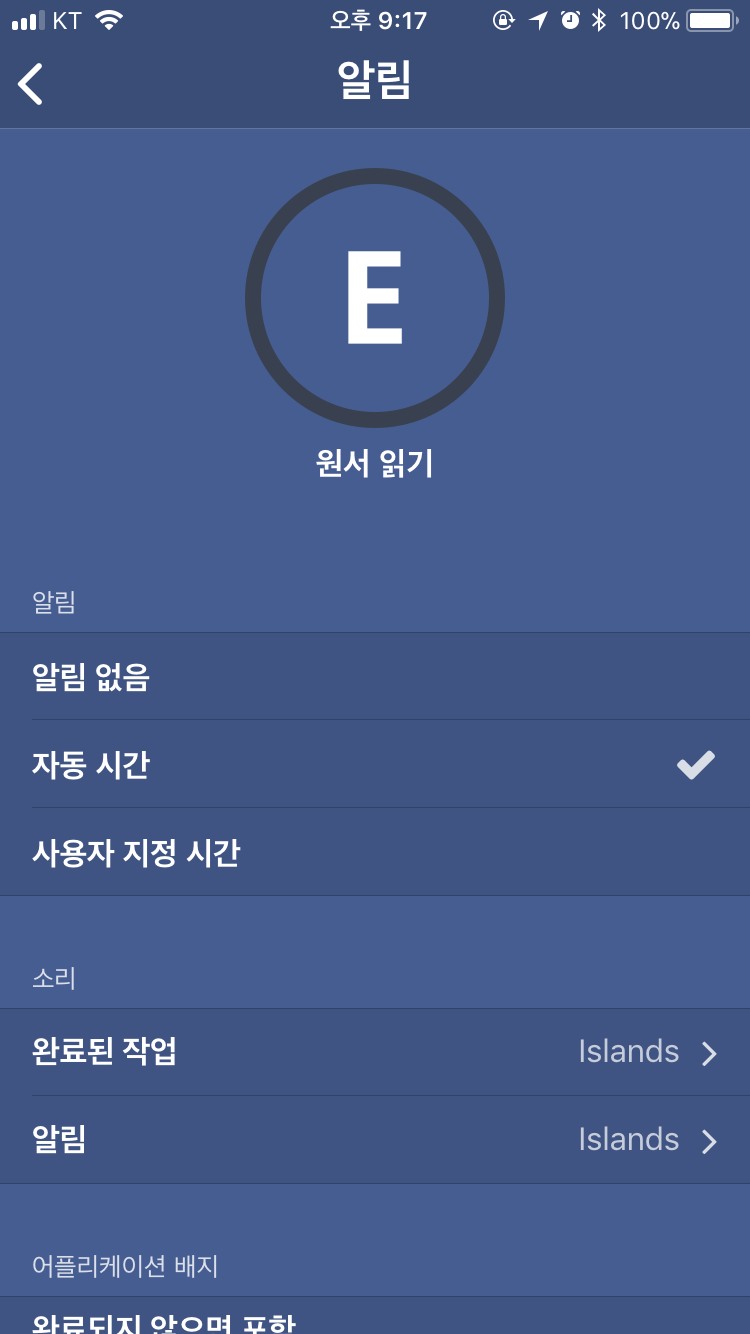 KT 오후 9:17 100%
알림
E
원서 읽기
알림
알림 없음
자동 시간
사용자 지정 시간
소리
완료된 작업 Islands
알림 Islands
어플리케이션 배지
완료되지 않으면 포함